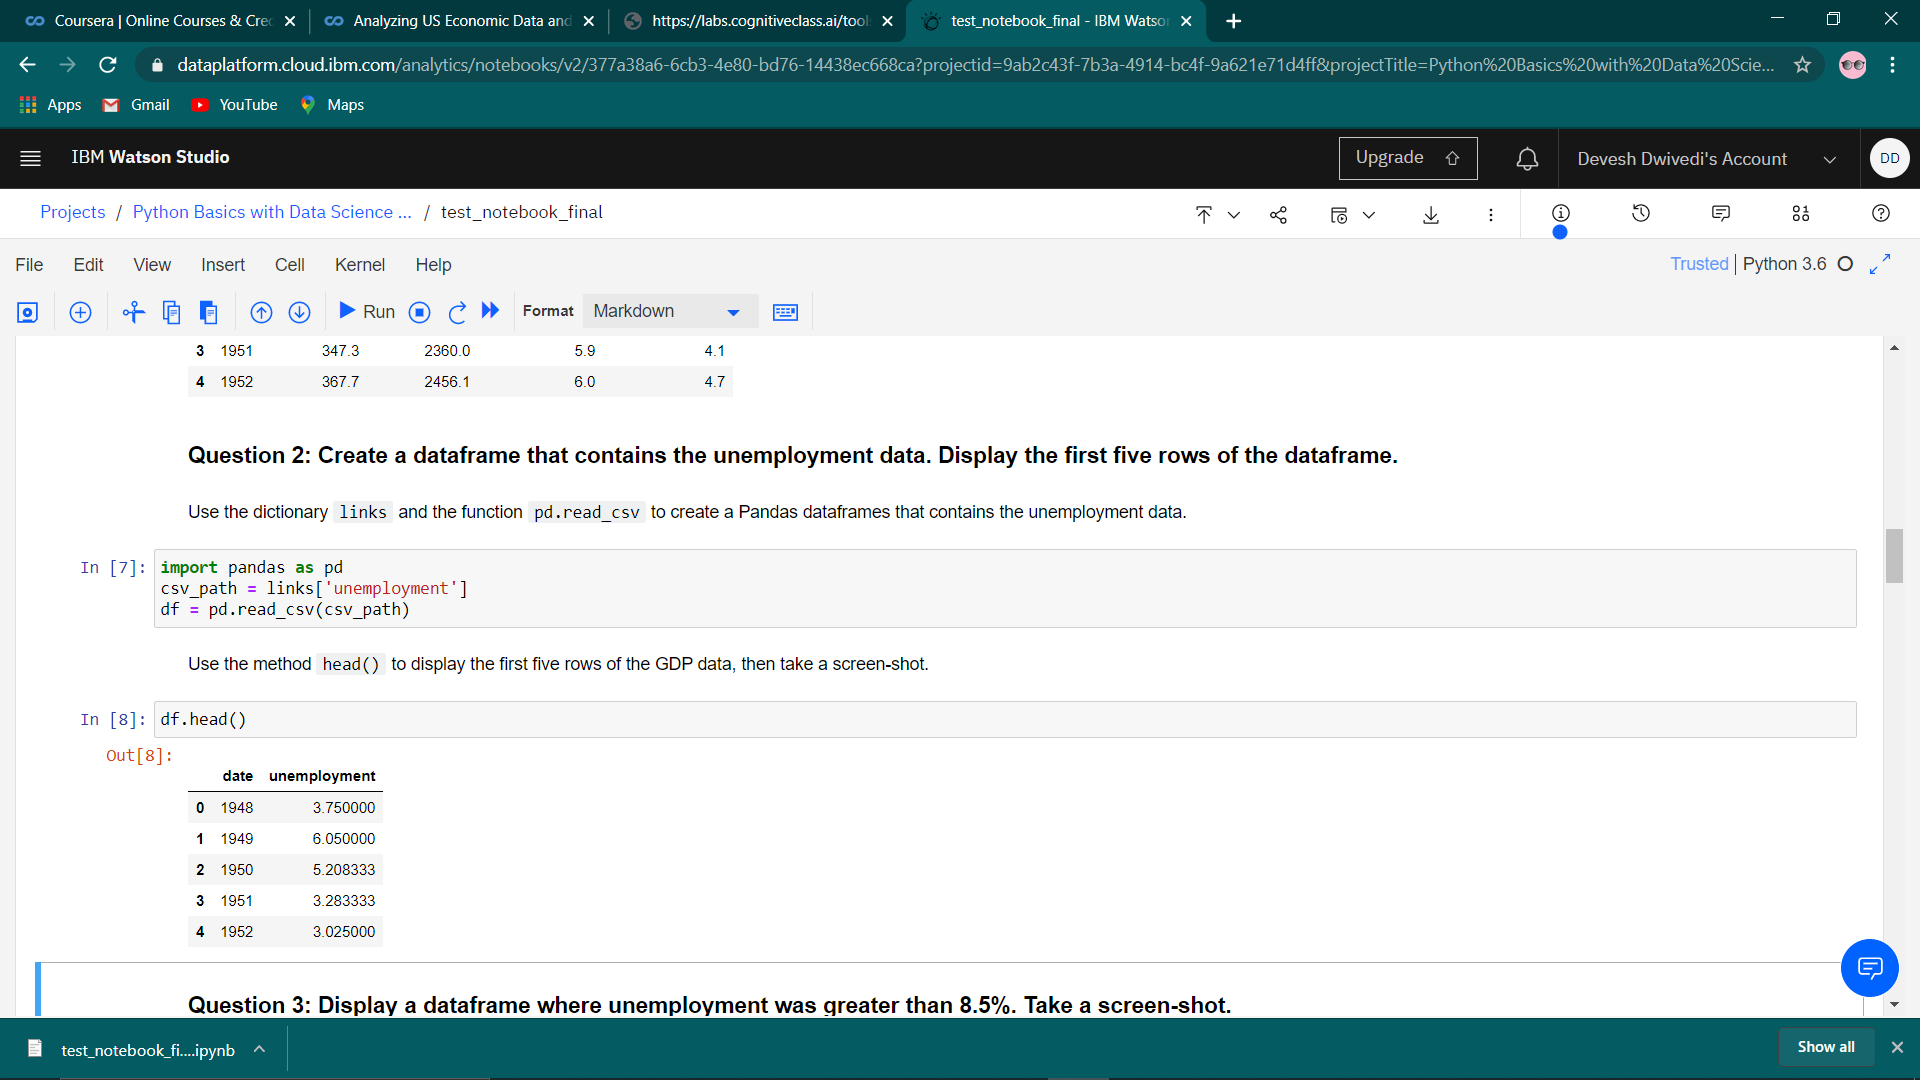 Coursera | Online Courses & Cre
Analyzing US Economic Data and
https://labs.cognitiveclass.ai/tool
test_notebook_final - IBM Watson
dataplatform.cloud.ibm.com/analytics/notebooks/v2/377a38a6-6cb3-4e80-bd76-14438ec668ca?projectid=9ab2c43f-7b3a-4914-bc4f-9a621e71d4ff&projectTitle=Python%20Basics%20with%20Data%20Scie...
Apps Gmail YouTube Maps
IBM Watson Studio
Upgrade
Devesh Dwivedi's Account
DD
Projects / Python Basics with Data Science ... / test_notebook_final
File Edit View Insert Cell Kernel Help
Trusted | Python 3.6
Run
Format Markdown
3 1951 347.3 2360.0 5.9 4.1
4 1952 367.7 2456.1 6.0 4.7
Question 2: Create a dataframe that contains the unemployment data. Display the first five rows of the dataframe.
Use the dictionary links and the function pd.read_csv to create a Pandas dataframes that contains the unemployment data.
In [7]: import pandas as pd
csv_path = links['unemployment']
df = pd.read_csv(csv_path)
Use the method head() to display the first five rows of the GDP data, then take a screen-shot.
In [8]: df.head()
Out[8]:
date unemployment
0 1948 3.750000
1 1949 6.050000
2 1950 5.208333
3 1951 3.283333
4 1952 3.025000
Question 3: Display a dataframe where unemployment was greater than 8.5%. Take a screen-shot.
test_notebook_fi....ipynb
Show all